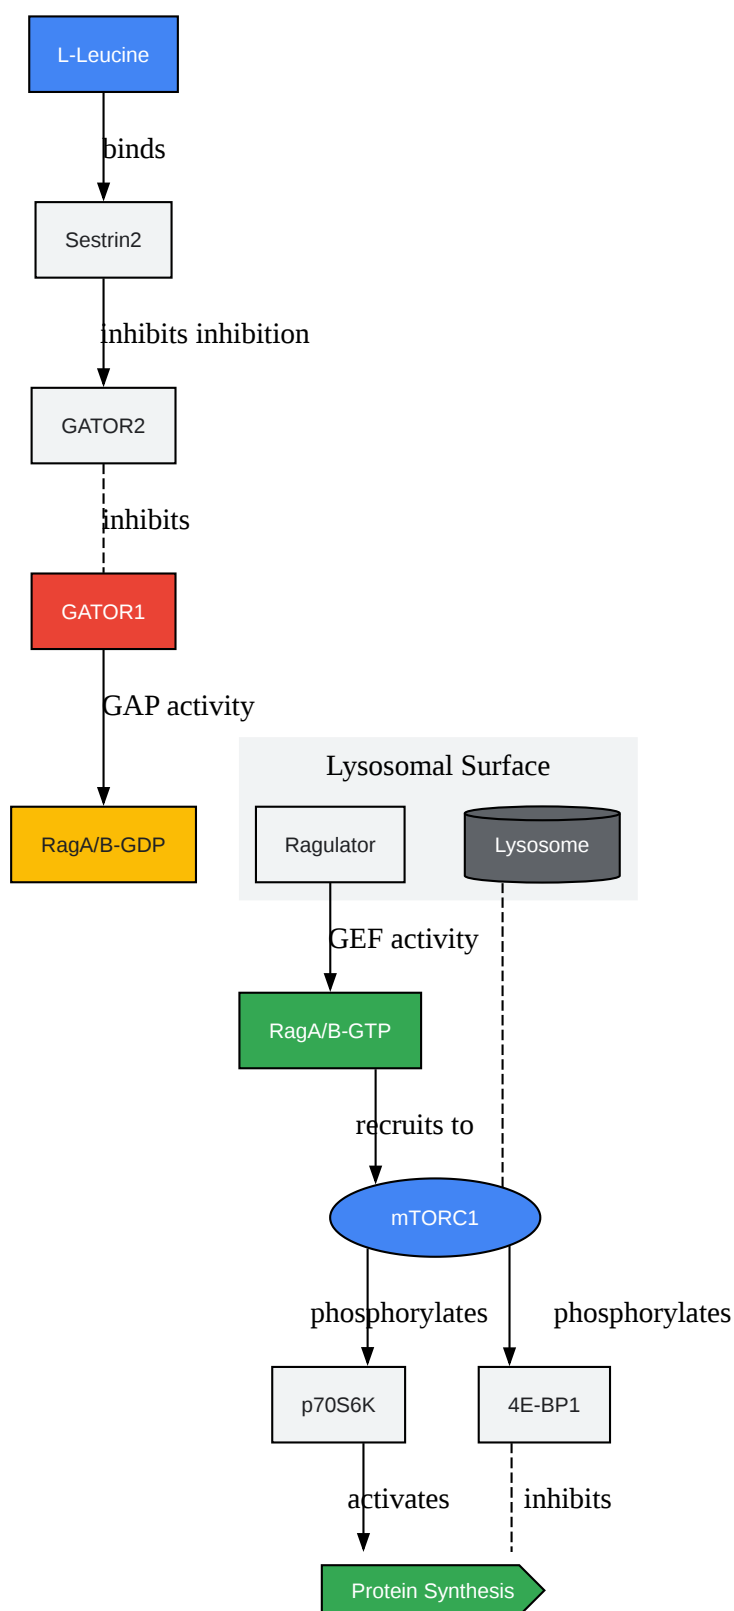 L-Leucine
binds
Sestrin2
inhibits inhibition
GATOR2
inhibits
GATOR1
GAP activity
Lysosomal Surface
RagA/B-GDP
Ragulator
Lysosome
GEF activity
RagA/B-GTP
recruits to
mTORC1
phosphorylates
phosphorylates
p70S6K
4E-BP1
activates
inhibits
Protein Synthesis